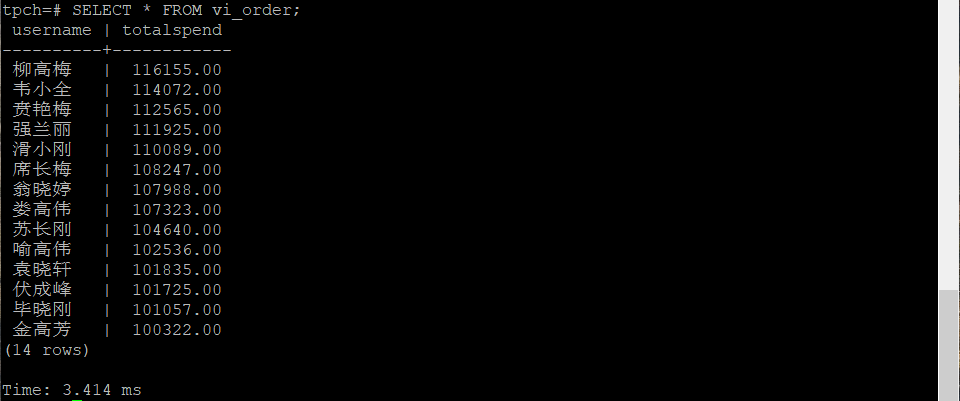 tpch=# SELECT * FROM vi_order;
 username | totalspend
----------+------------
 柳高梅   |  116155.00
 韦小全   |  114072.00
 贲艳梅   |  112565.00
 强兰丽   |  111925.00
 滑小刚   |  110089.00
 席长梅   |  108247.00
 翁晓婷   |  107988.00
 娄高伟   |  107323.00
 苏长刚   |  104640.00
 喻高伟   |  102536.00
 袁晓轩   |  101835.00
 伏成峰   |  101725.00
 毕晓刚   |  101057.00
 金高芳   |  100322.00
(14 rows)

Time: 3.414 ms